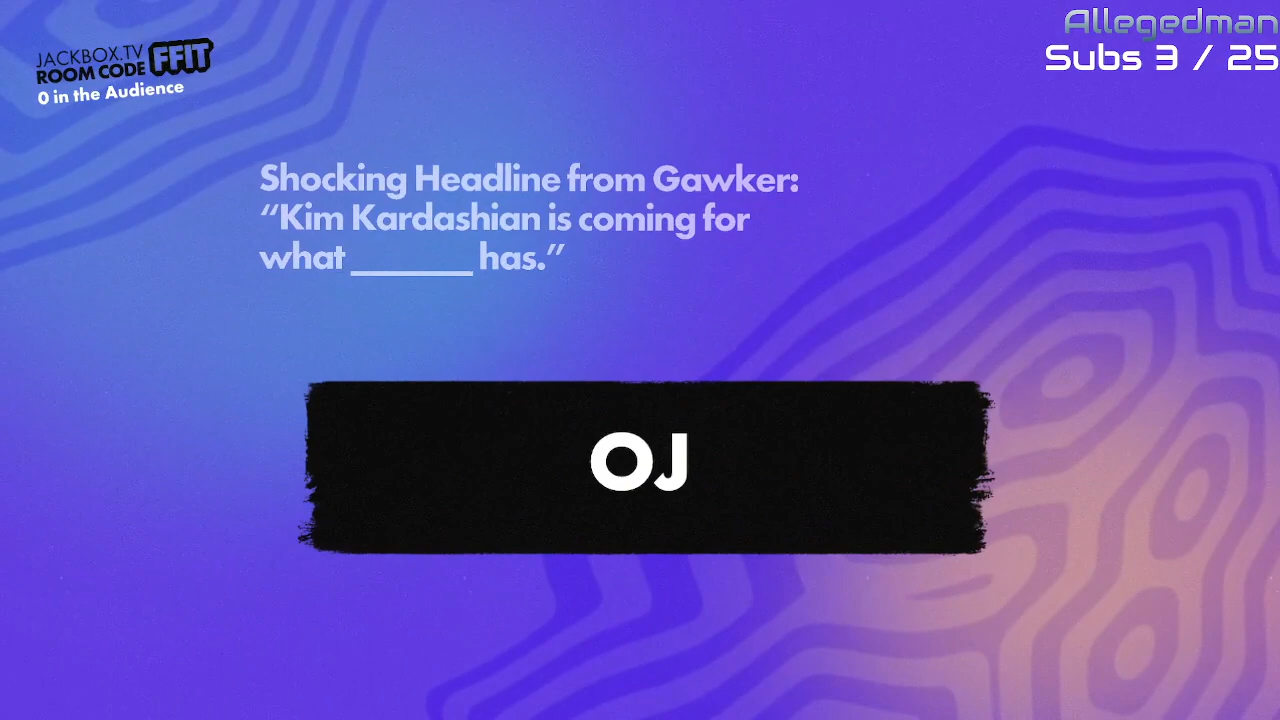 JACKBOX.TV
ROOM CODE FFIT
0 in the Audience
Allegedman
Subs 3 / 25
Shocking Headline from Gawker:
“Kim Kardashian is coming for
what _______ has.”
OJ